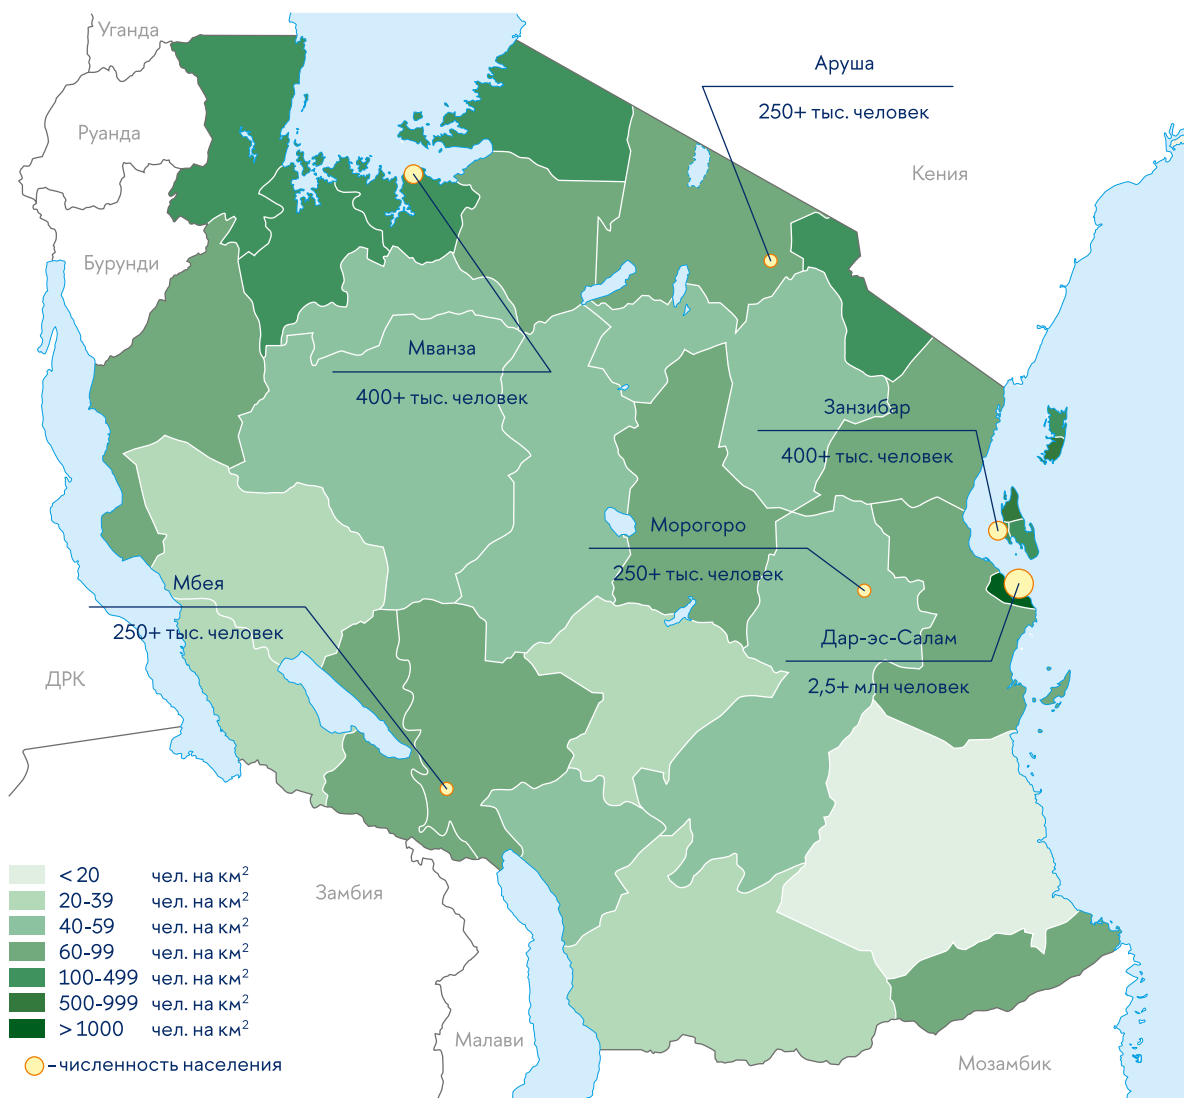 Уганда
Аруша
250+ тыс. человек
Руанда
Кения
Бурунди
Мванза
400+ тыс. человек
Занзибар
400+ тыс. человек
Морогоро
250+ тыс. человек
Мбея
250+ тыс. человек
Дар-эс-Салам
2,5+ млн человек
ДРК
< 20 чел. на км²
20-39 чел. на км²
40-59 чел. на км²
60-99 чел. на км²
100-499 чел. на км²
500-999 чел. на км²
> 1000 чел. на км²
– численность населения
Замбия
Малави
Мозамбик